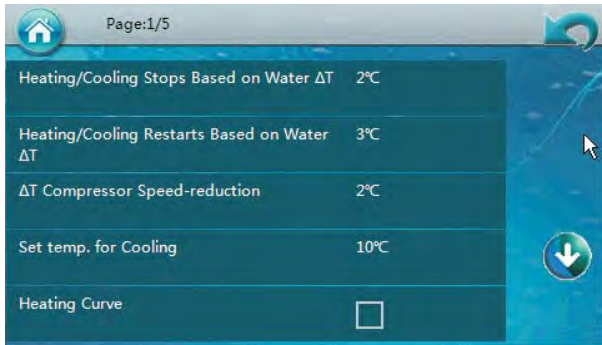 Page:1/5
Heating/Cooling Stops Based on Water ΔT 2℃
Heating/Cooling Restarts Based on Water 3℃
ΔT
ΔT Compressor Speed-reduction 2℃
Set temp. for Cooling 10℃
Heating Curve